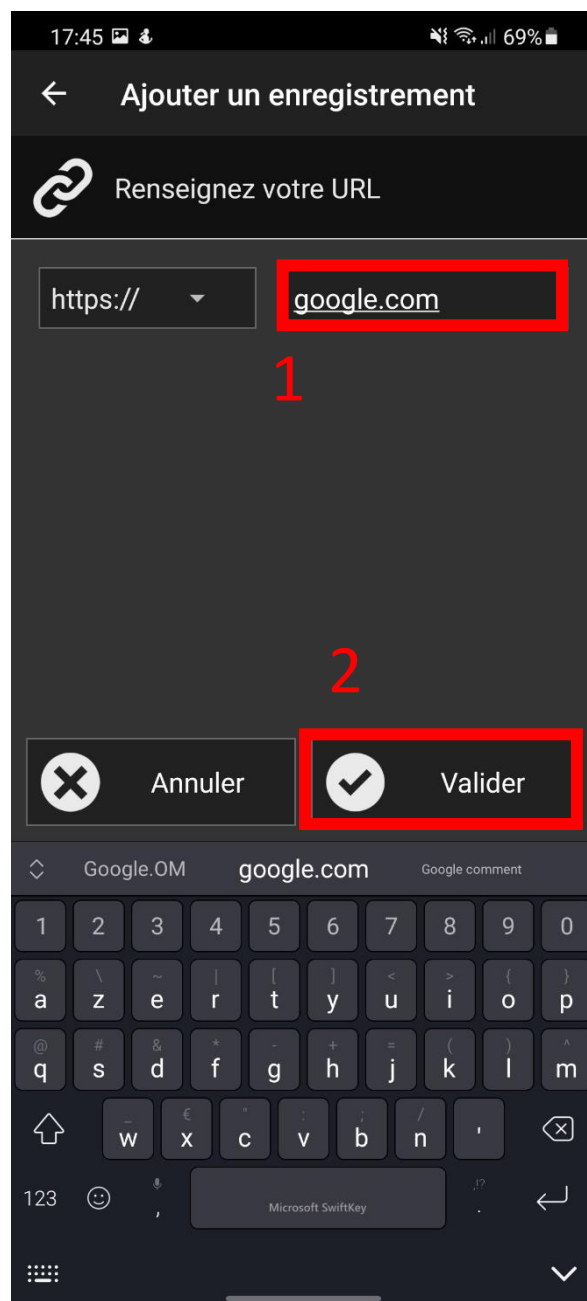 17:45 69%
Ajouter un enregistrement
Renseignez votre URL
https:// google.com
1
2
Annuler Valider
Google.OM google.com Google comment
1 2 3 4 5 6 7 8 9 0
% \ ~ | [ ] < > { }
a z e r t y u i o p
@ # & * - + = ( ) ^
q s d f g h j k l m
_ € " : ; /
w x c v b n '
123 , Microsoft SwiftKey ,!? .